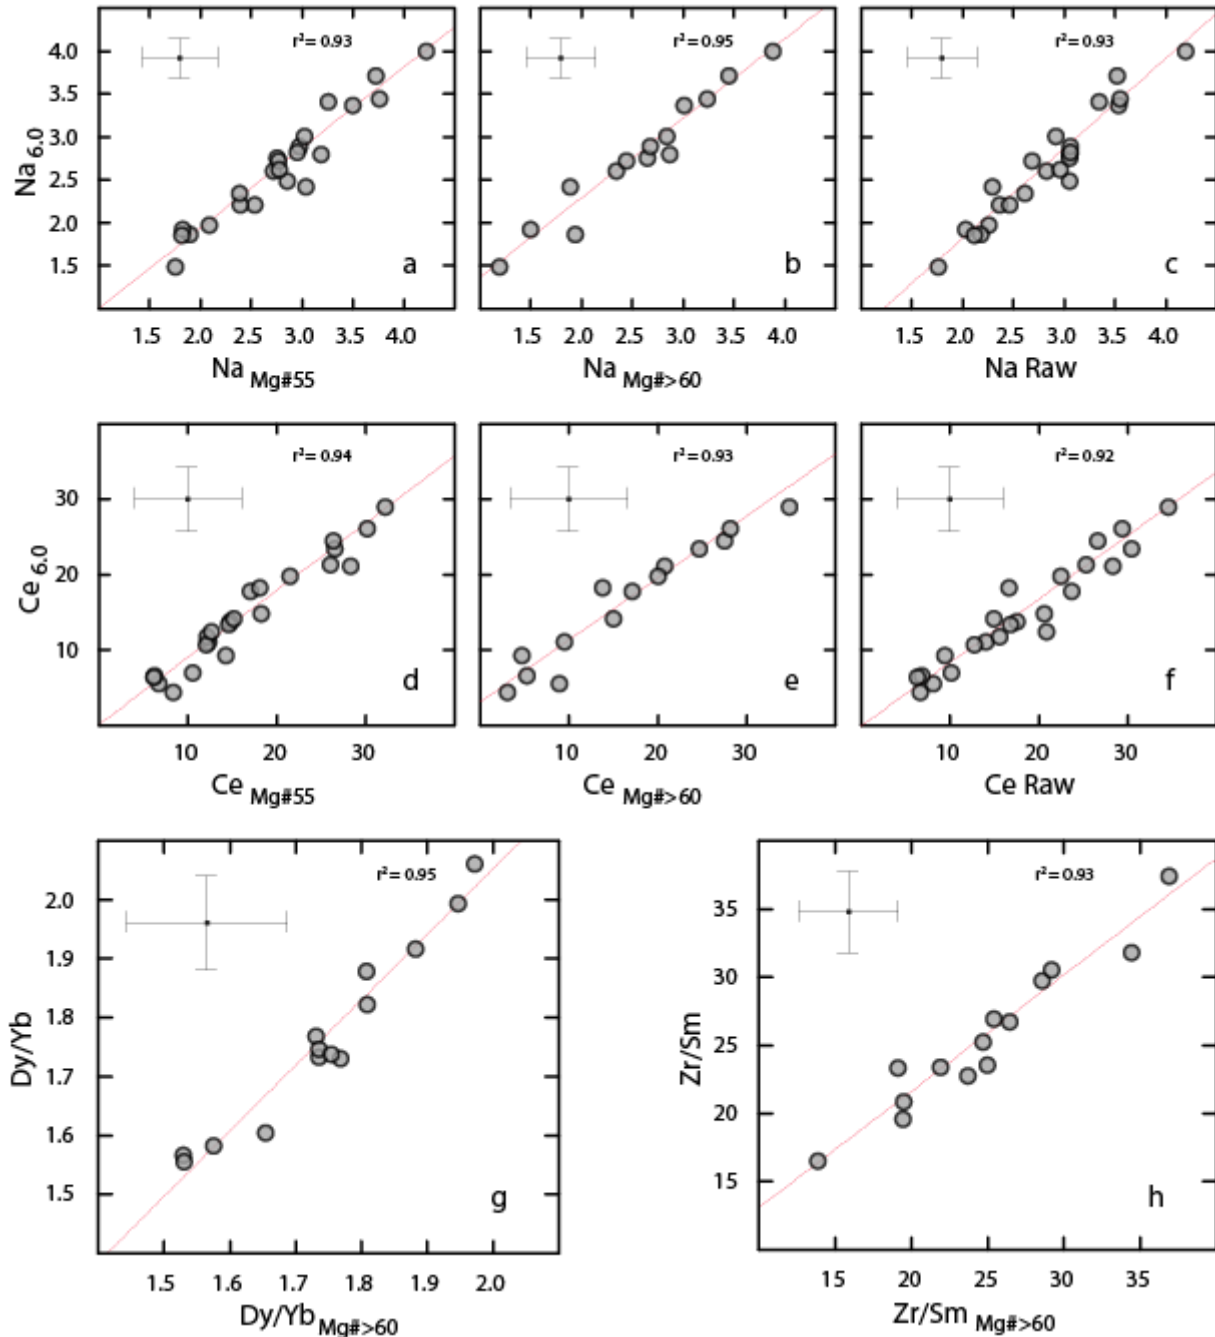 r² = 0.93
r² = 0.95
r² = 0.93
4.0
3.5
3.0
2.5
2.0
1.5
Na 6.0
a
b
c
1.5 2.0 2.5 3.0 3.5 4.0
1.5 2.0 2.5 3.0 3.5 4.0
1.5 2.0 2.5 3.0 3.5 4.0
Na Mg#55
Na Mg#>60
Na Raw
r² = 0.94
r² = 0.93
r² = 0.92
30
20
10
Ce 6.0
d
e
f
10 20 30
10 20 30
10 20 30
Ce Mg#55
Ce Mg#>60
Ce Raw
r² = 0.95
2.0
1.9
1.8
1.7
1.6
1.5
Dy/Yb
g
1.5 1.6 1.7 1.8 1.9 2.0
Dy/Yb Mg#>60
r² = 0.93
35
30
25
20
15
Zr/Sm
h
15 20 25 30 35
Zr/Sm Mg#>60